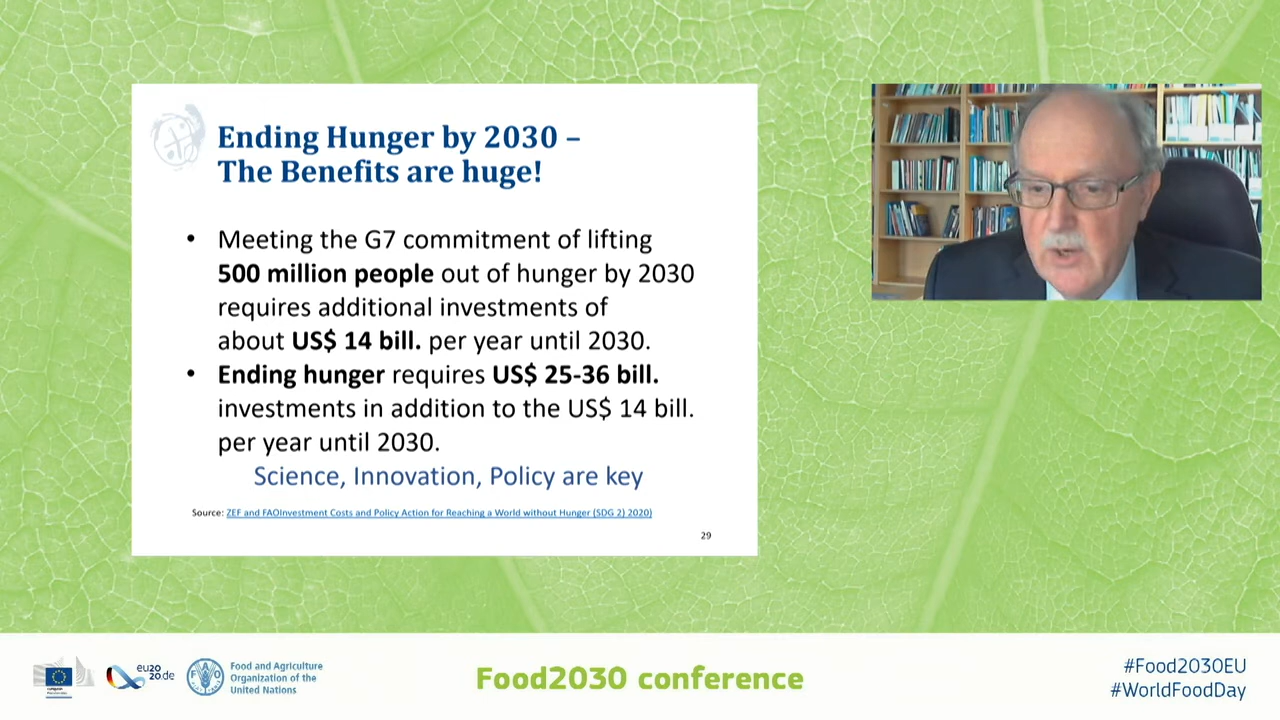 Ending Hunger by 2030 –
The Benefits are huge!
• Meeting the G7 commitment of lifting
500 million people out of hunger by 2030
requires additional investments of
about US$ 14 bill. per year until 2030.
• Ending hunger requires US$ 25-36 bill.
investments in addition to the US$ 14 bill.
per year until 2030.
Science, Innovation, Policy are key
Source: ZEF and FAOInvestment Costs and Policy Action for Reaching a World without Hunger (SDG 2) 2020)
29
eu20
20.de
FAO
Food and Agriculture
Organization of the
United Nations
Food2030 conference
#Food2030EU
#WorldFoodDay